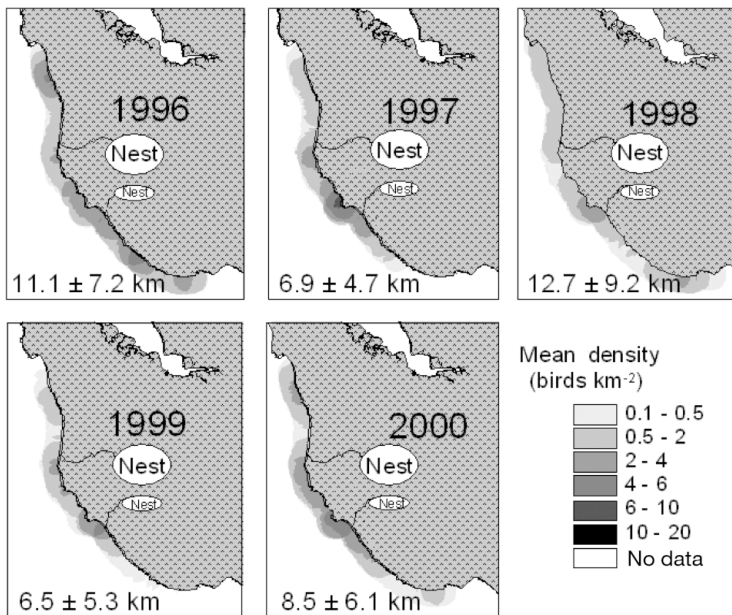 1996
Nest
Nest
11.1 ± 7.2 km
1997
Nest
Nest
6.9 ± 4.7 km
1998
Nest
Nest
12.7 ± 9.2 km
1999
Nest
Nest
6.5 ± 5.3 km
2000
Nest
Nest
8.5 ± 6.1 km
Mean density
(birds km⁻²)
0.1 - 0.5
0.5 - 2
2 - 4
4 - 6
6 - 10
10 - 20
No data